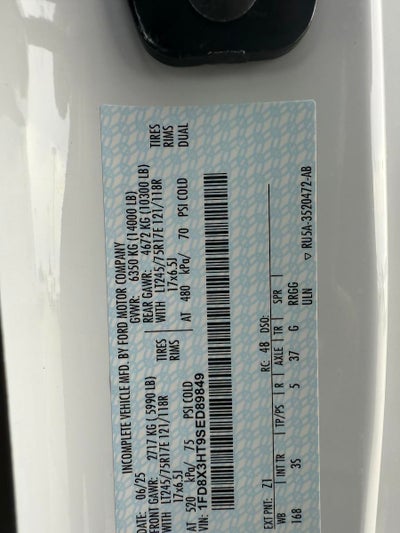 INCOMPLETE VEHICLE MFD. BY FORD MOTOR COMPANY
DATE: 06/25 GVWR: 6350 KG (14000 LB)
FRONT GAWR: 2717 KG (5990 LB) REAR GAWR: 4672 KG (10300 LB)
WITH LT245/75R17E 121/118R TIRES WITH LT245/75R17E 121/118R TIRES
17x6.5J RIMS 17x6.5J RIMS
AT 520 kPa/ 75 PSI COLD AT 480 kPa/ 70 PSI COLD DUAL
VIN: 1FD8X3HT9SED89849
EXT PNT: Z1 RC: 48 DSO:
WB INT TR TP/PS R AXLE TR SPR
168 3S 5 37 G RRGG
ULN
▽ RU5A-3520472-AB